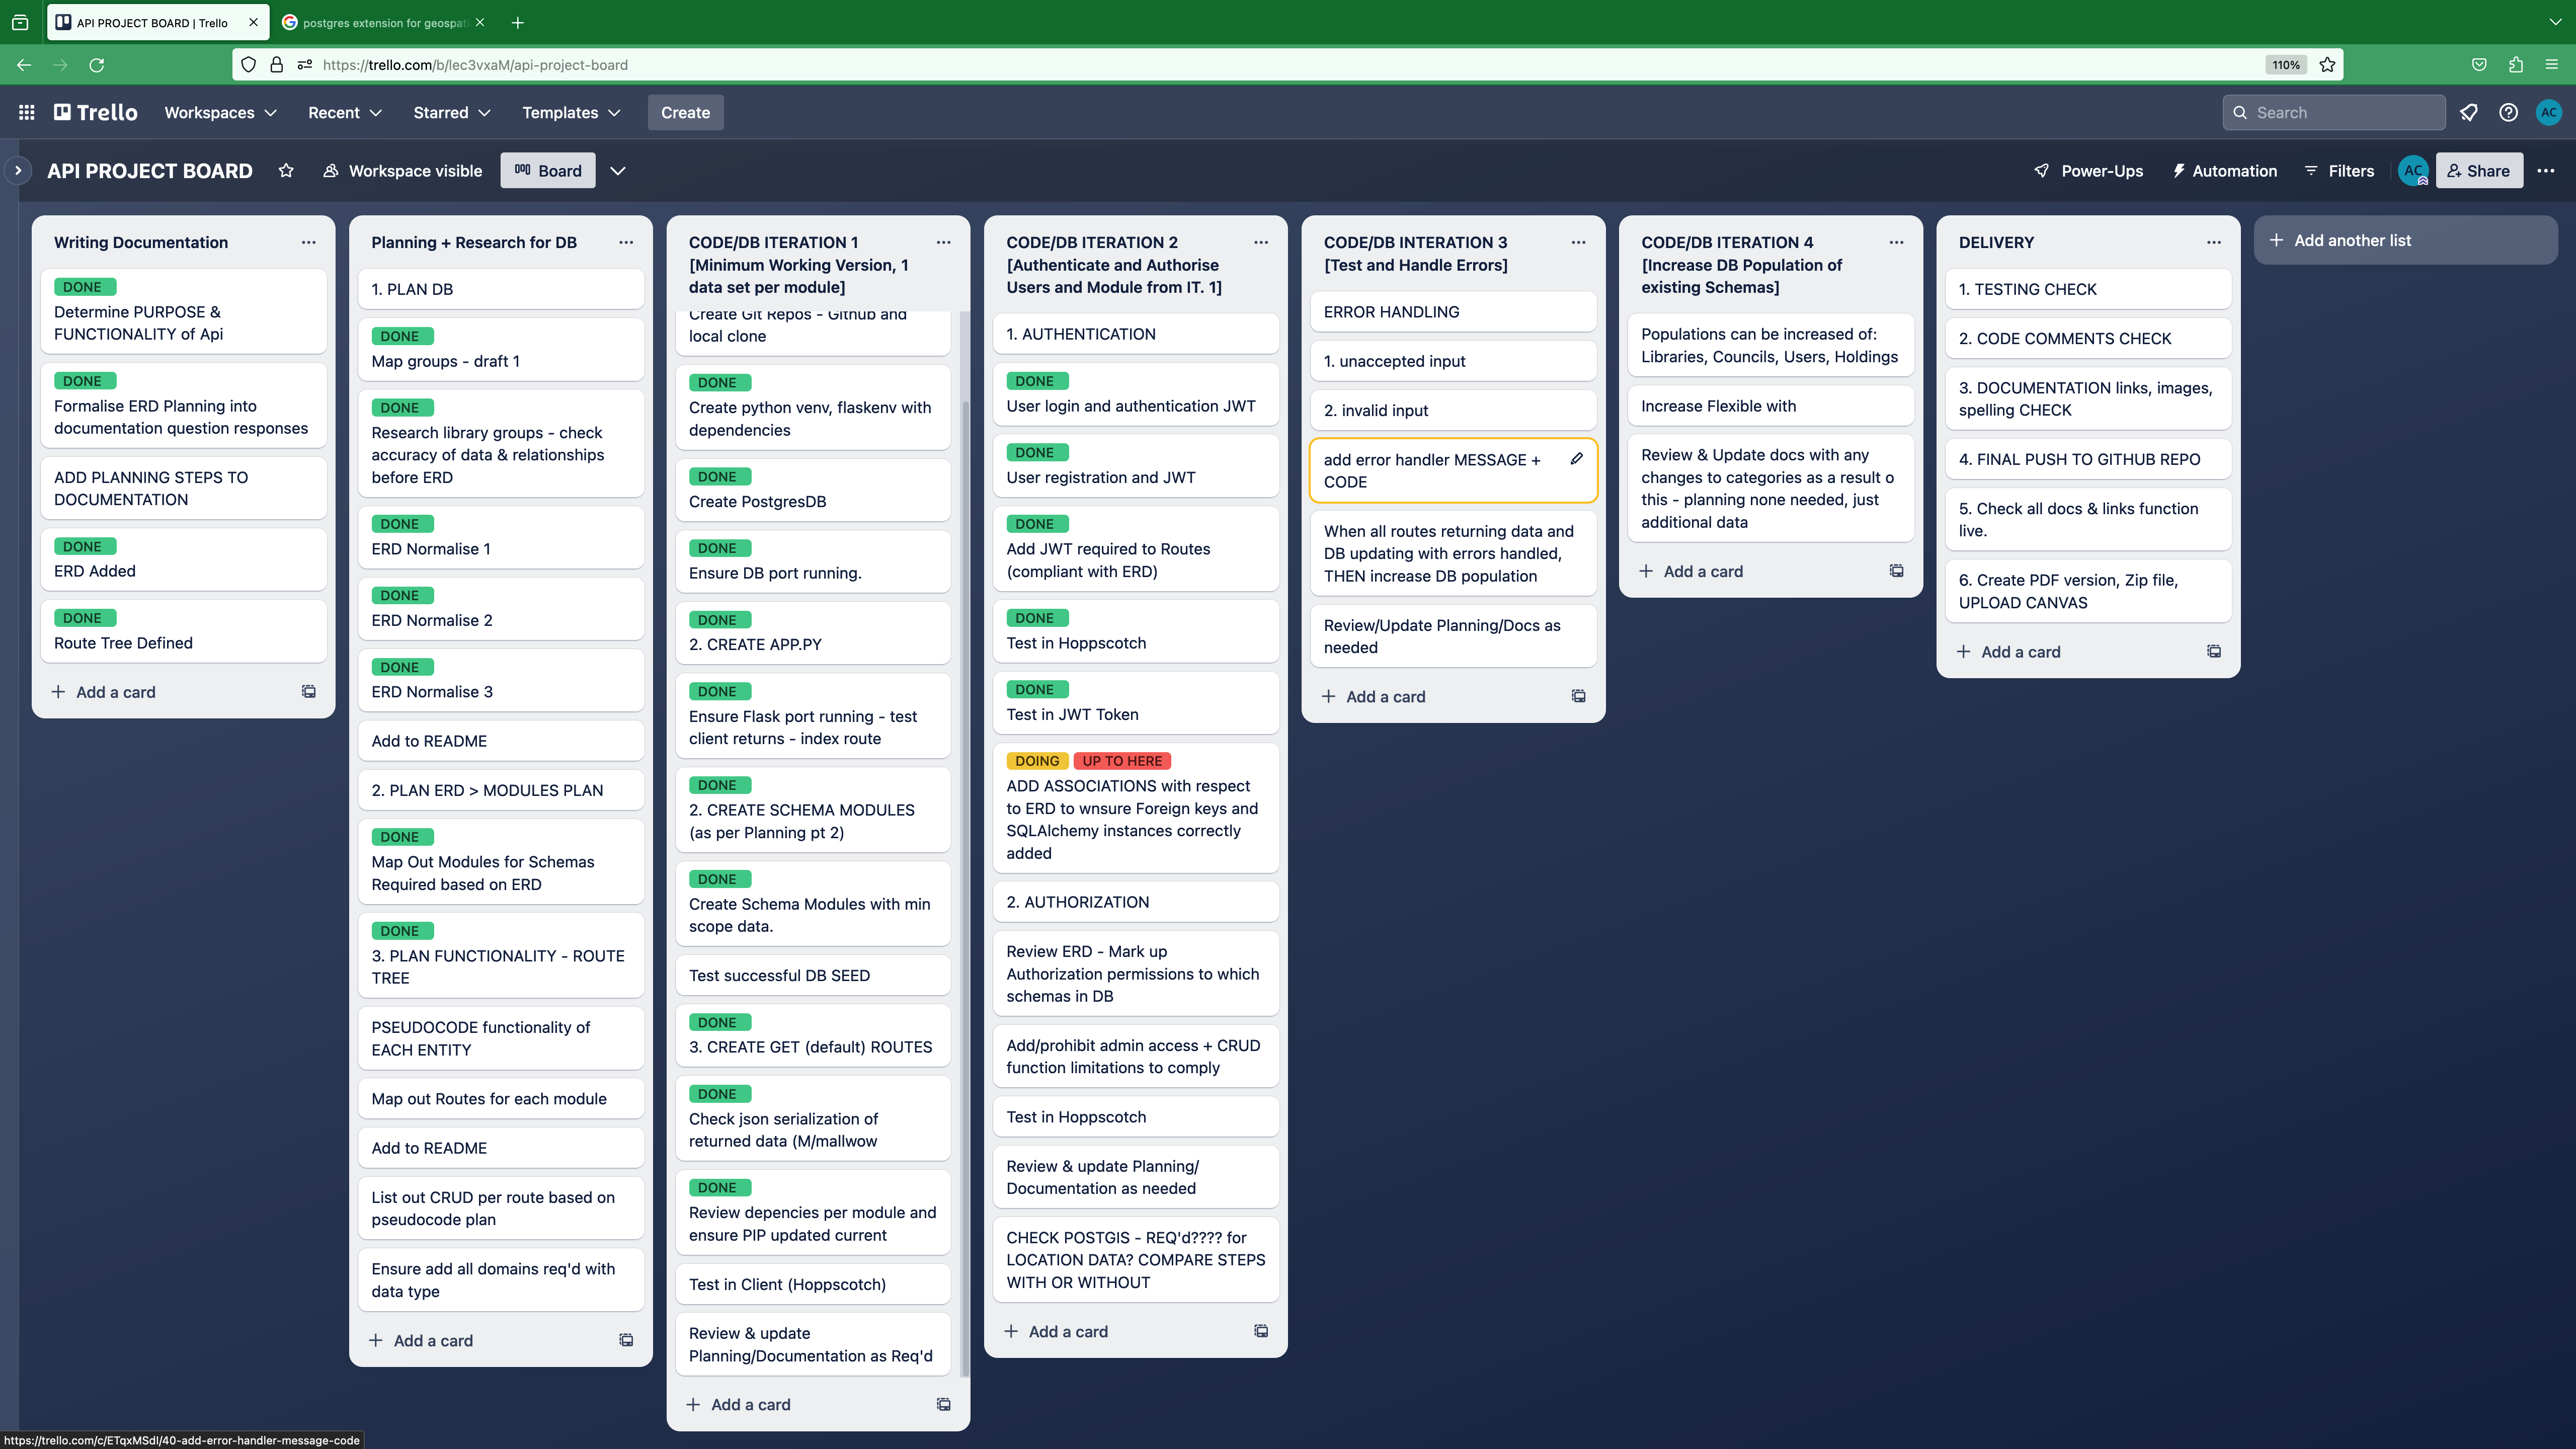 API PROJECT BOARD | Trello
postgres extension for geospat
https://trello.com/b/lec3vxaM/api-project-board
110%
Trello
Workspaces
Recent
Starred
Templates
Create
Search
AC
API PROJECT BOARD
Workspace visible
Board
Power-Ups
Automation
Filters
AC
Share
Writing Documentation
DONE
Determine PURPOSE &
FUNCTIONALITY of Api
DONE
Formalise ERD Planning into
documentation question responses
ADD PLANNING STEPS TO
DOCUMENTATION
DONE
ERD Added
DONE
Route Tree Defined
Add a card
Planning + Research for DB
1. PLAN DB
DONE
Map groups - draft 1
DONE
Research library groups - check
accuracy of data & relationships
before ERD
DONE
ERD Normalise 1
DONE
ERD Normalise 2
DONE
ERD Normalise 3
Add to README
2. PLAN ERD > MODULES PLAN
DONE
Map Out Modules for Schemas
Required based on ERD
DONE
3. PLAN FUNCTIONALITY - ROUTE
TREE
PSEUDOCODE functionality of
EACH ENTITY
Map out Routes for each module
Add to README
List out CRUD per route based on
pseudocode plan
Ensure add all domains req'd with
data type
Add a card
CODE/DB ITERATION 1
[Minimum Working Version, 1
data set per module]
Create Git Repos - Github and
local clone
DONE
Create python venv, flaskenv with
dependencies
DONE
Create PostgresDB
DONE
Ensure DB port running.
DONE
2. CREATE APP.PY
DONE
Ensure Flask port running - test
client returns - index route
DONE
2. CREATE SCHEMA MODULES
(as per Planning pt 2)
DONE
Create Schema Modules with min
scope data.
Test successful DB SEED
DONE
3. CREATE GET (default) ROUTES
DONE
Check json serialization of
returned data (M/mallwow
DONE
Review depencies per module and
ensure PIP updated current
Test in Client (Hoppscotch)
Review & update
Planning/Documentation as Req'd
Add a card
CODE/DB ITERATION 2
[Authenticate and Authorise
Users and Module from IT. 1]
1. AUTHENTICATION
DONE
User login and authentication JWT
DONE
User registration and JWT
DONE
Add JWT required to Routes
(compliant with ERD)
DONE
Test in Hoppscotch
DONE
Test in JWT Token
DOING UP TO HERE
ADD ASSOCIATIONS with respect
to ERD to wnsure Foreign keys and
SQLAlchemy instances correctly
added
2. AUTHORIZATION
Review ERD - Mark up
Authorization permissions to which
schemas in DB
Add/prohibit admin access + CRUD
function limitations to comply
Test in Hoppscotch
Review & update Planning/
Documentation as needed
CHECK POSTGIS - REQ'd???? for
LOCATION DATA? COMPARE STEPS
WITH OR WITHOUT
Add a card
CODE/DB INTERATION 3
[Test and Handle Errors]
ERROR HANDLING
1. unaccepted input
2. invalid input
add error handler MESSAGE +
CODE
When all routes returning data and
DB updating with errors handled,
THEN increase DB population
Review/Update Planning/Docs as
needed
Add a card
CODE/DB ITERATION 4
[Increase DB Population of
existing Schemas]
Populations can be increased of:
Libraries, Councils, Users, Holdings
Increase Flexible with
Review & Update docs with any
changes to categories as a result o
this - planning none needed, just
additional data
Add a card
DELIVERY
1. TESTING CHECK
2. CODE COMMENTS CHECK
3. DOCUMENTATION links, images,
spelling CHECK
4. FINAL PUSH TO GITHUB REPO
5. Check all docs & links function
live.
6. Create PDF version, Zip file,
UPLOAD CANVAS
Add a card
Add another list
https://trello.com/c/ETqxMSdI/40-add-error-handler-message-code